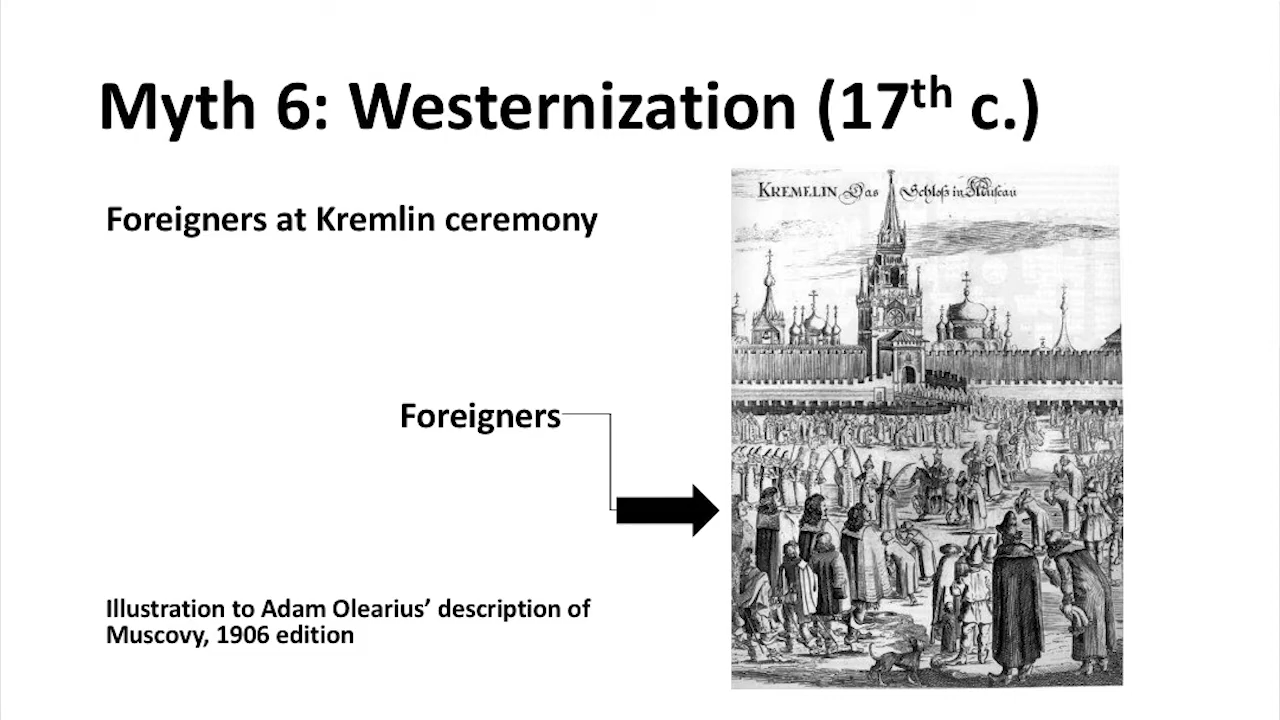 Myth 6: Westernization (17th c.)
Foreigners at Kremlin ceremony
KREMELIN Das Schloß in Muſcau
Foreigners
Illustration to Adam Olearius’ description of
Muscovy, 1906 edition